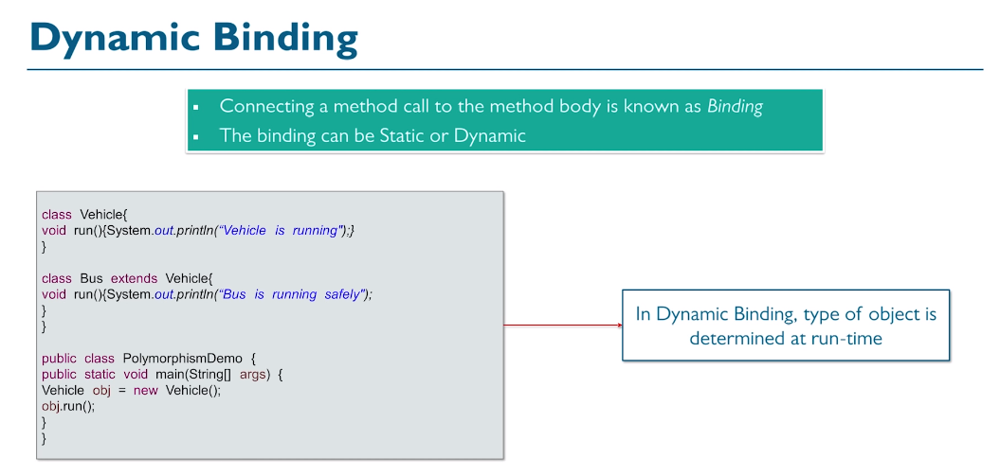 Dynamic Binding
▪ Connecting a method call to the method body is known as Binding
▪ The binding can be Static or Dynamic
class Vehicle{
void run(){System.out.println(“Vehicle is running");}
}
class Bus extends Vehicle{
void run(){System.out.println(“Bus is running safely");
}
}
public class PolymorphismDemo {
public static void main(String[] args) {
Vehicle obj = new Vehicle();
obj.run();
}
}
In Dynamic Binding, type of object is
determined at run-time